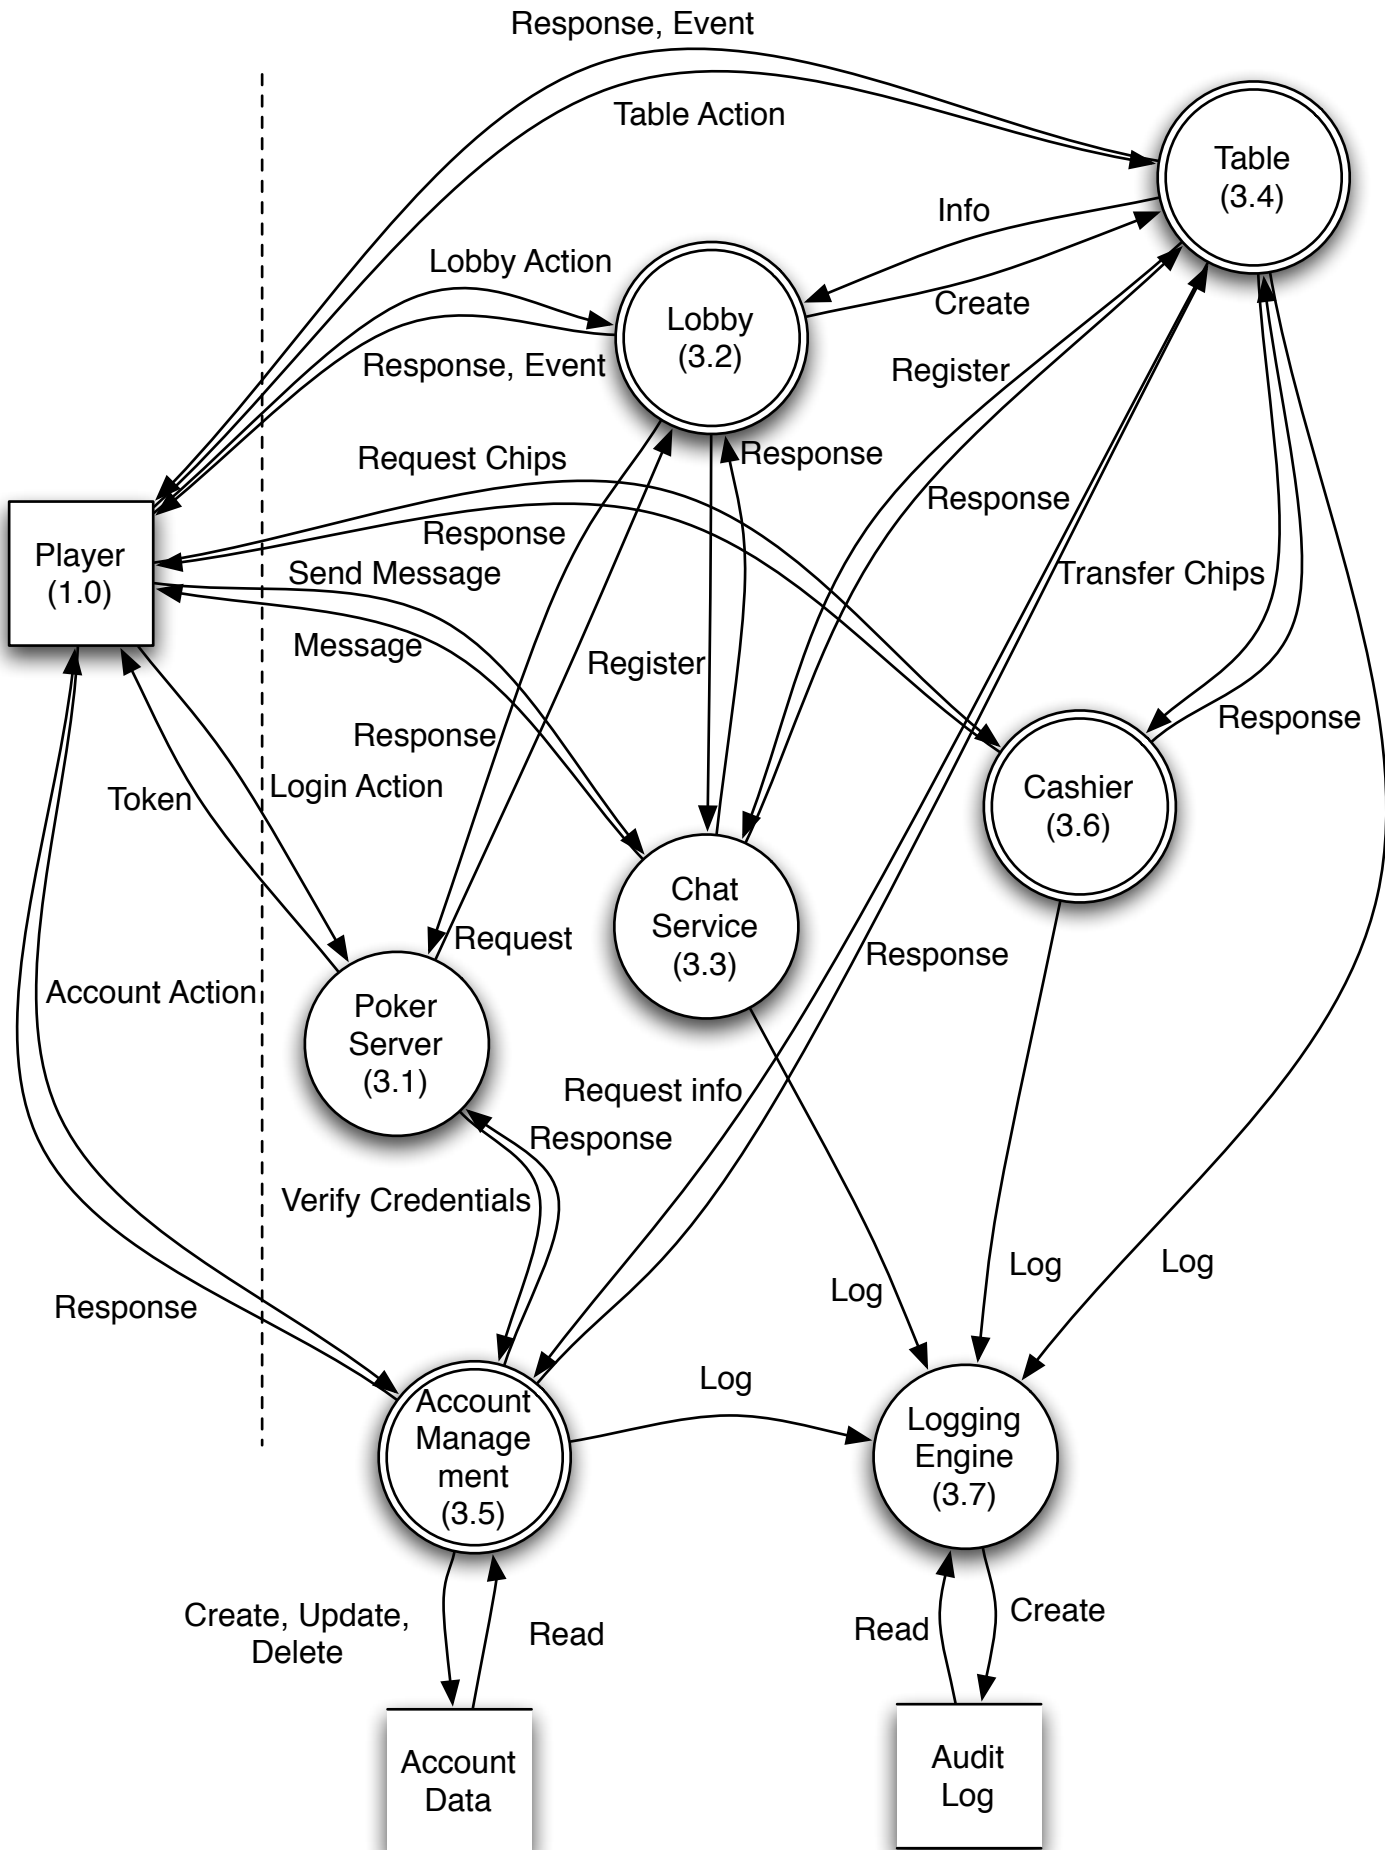 Response, Event
Table Action
Table
(3.4)
Info
Lobby Action
Create
Lobby
(3.2)
Response, Event
Register
Request Chips
Response
Response
Response
Player
(1.0)
Send Message
Transfer Chips
Message
Register
Response
Response
Token
Login Action
Cashier
(3.6)
Chat
Service
(3.3)
Request
Response
Account Action
Poker
Server
(3.1)
Request info
Response
Verify Credentials
Log
Log
Log
Response
Log
Account
Manage
ment
(3.5)
Logging
Engine
(3.7)
Create, Update,
Delete
Read
Read
Create
Account
Data
Audit
Log